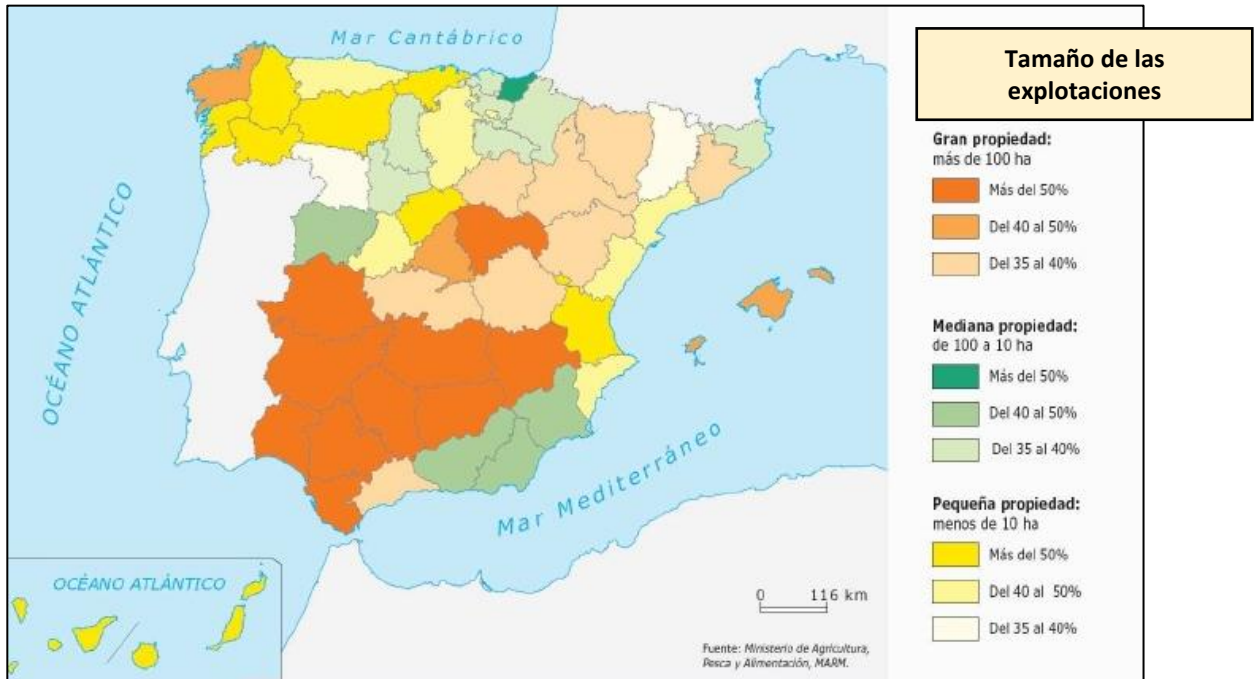 Mar Cantábrico
OCÉANO ATLÁNTICO
Mar Mediterráneo
OCÉANO ATLÁNTICO
0 116 km
Fuente: Ministerio de Agricultura,
Pesca y Alimentación, MARM.
Tamaño de las
explotaciones
Gran propiedad:
más de 100 ha
Más del 50%
Del 40 al 50%
Del 35 al 40%
Mediana propiedad:
de 100 a 10 ha
Más del 50%
Del 40 al 50%
Del 35 al 40%
Pequeña propiedad:
menos de 10 ha
Más del 50%
Del 40 al 50%
Del 35 al 40%